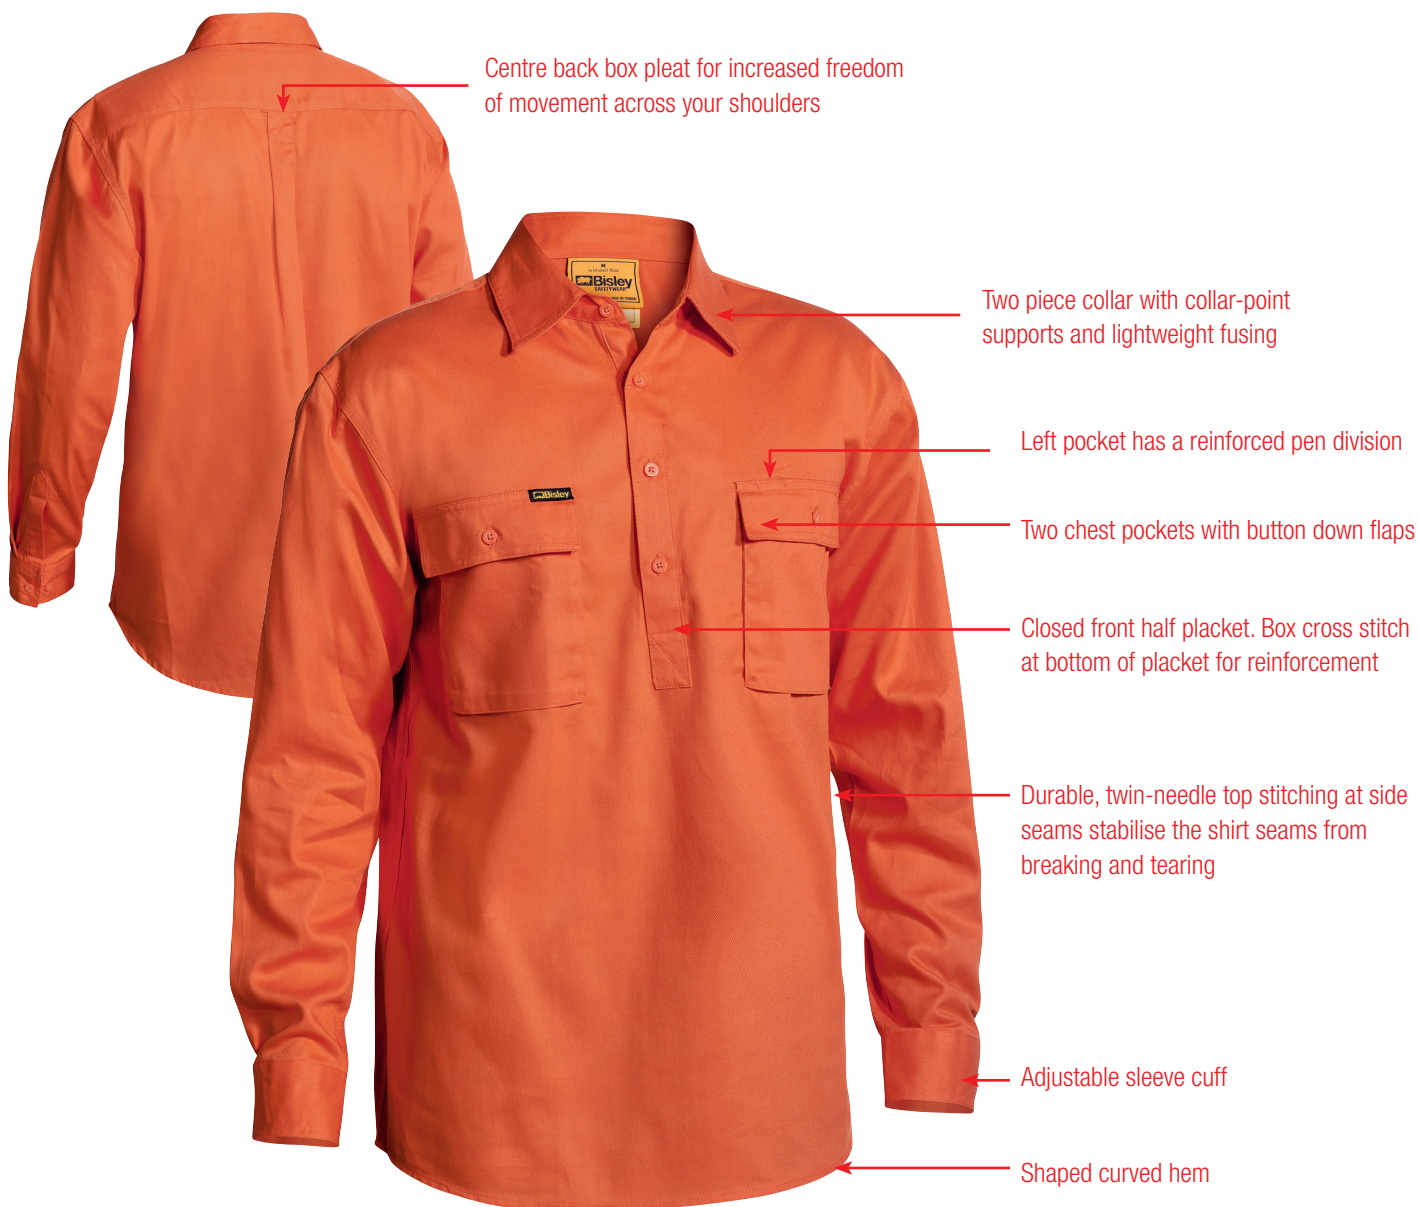 Centre back box pleat for increased freedom
of movement across your shoulders
M
Bisley
SAFETYWEAR
Two piece collar with collar-point
supports and lightweight fusing
Left pocket has a reinforced pen division
Bisley
Two chest pockets with button down flaps
Closed front half placket. Box cross stitch
at bottom of placket for reinforcement
Durable, twin-needle top stitching at side
seams stabilise the shirt seams from
breaking and tearing
Adjustable sleeve cuff
Shaped curved hem